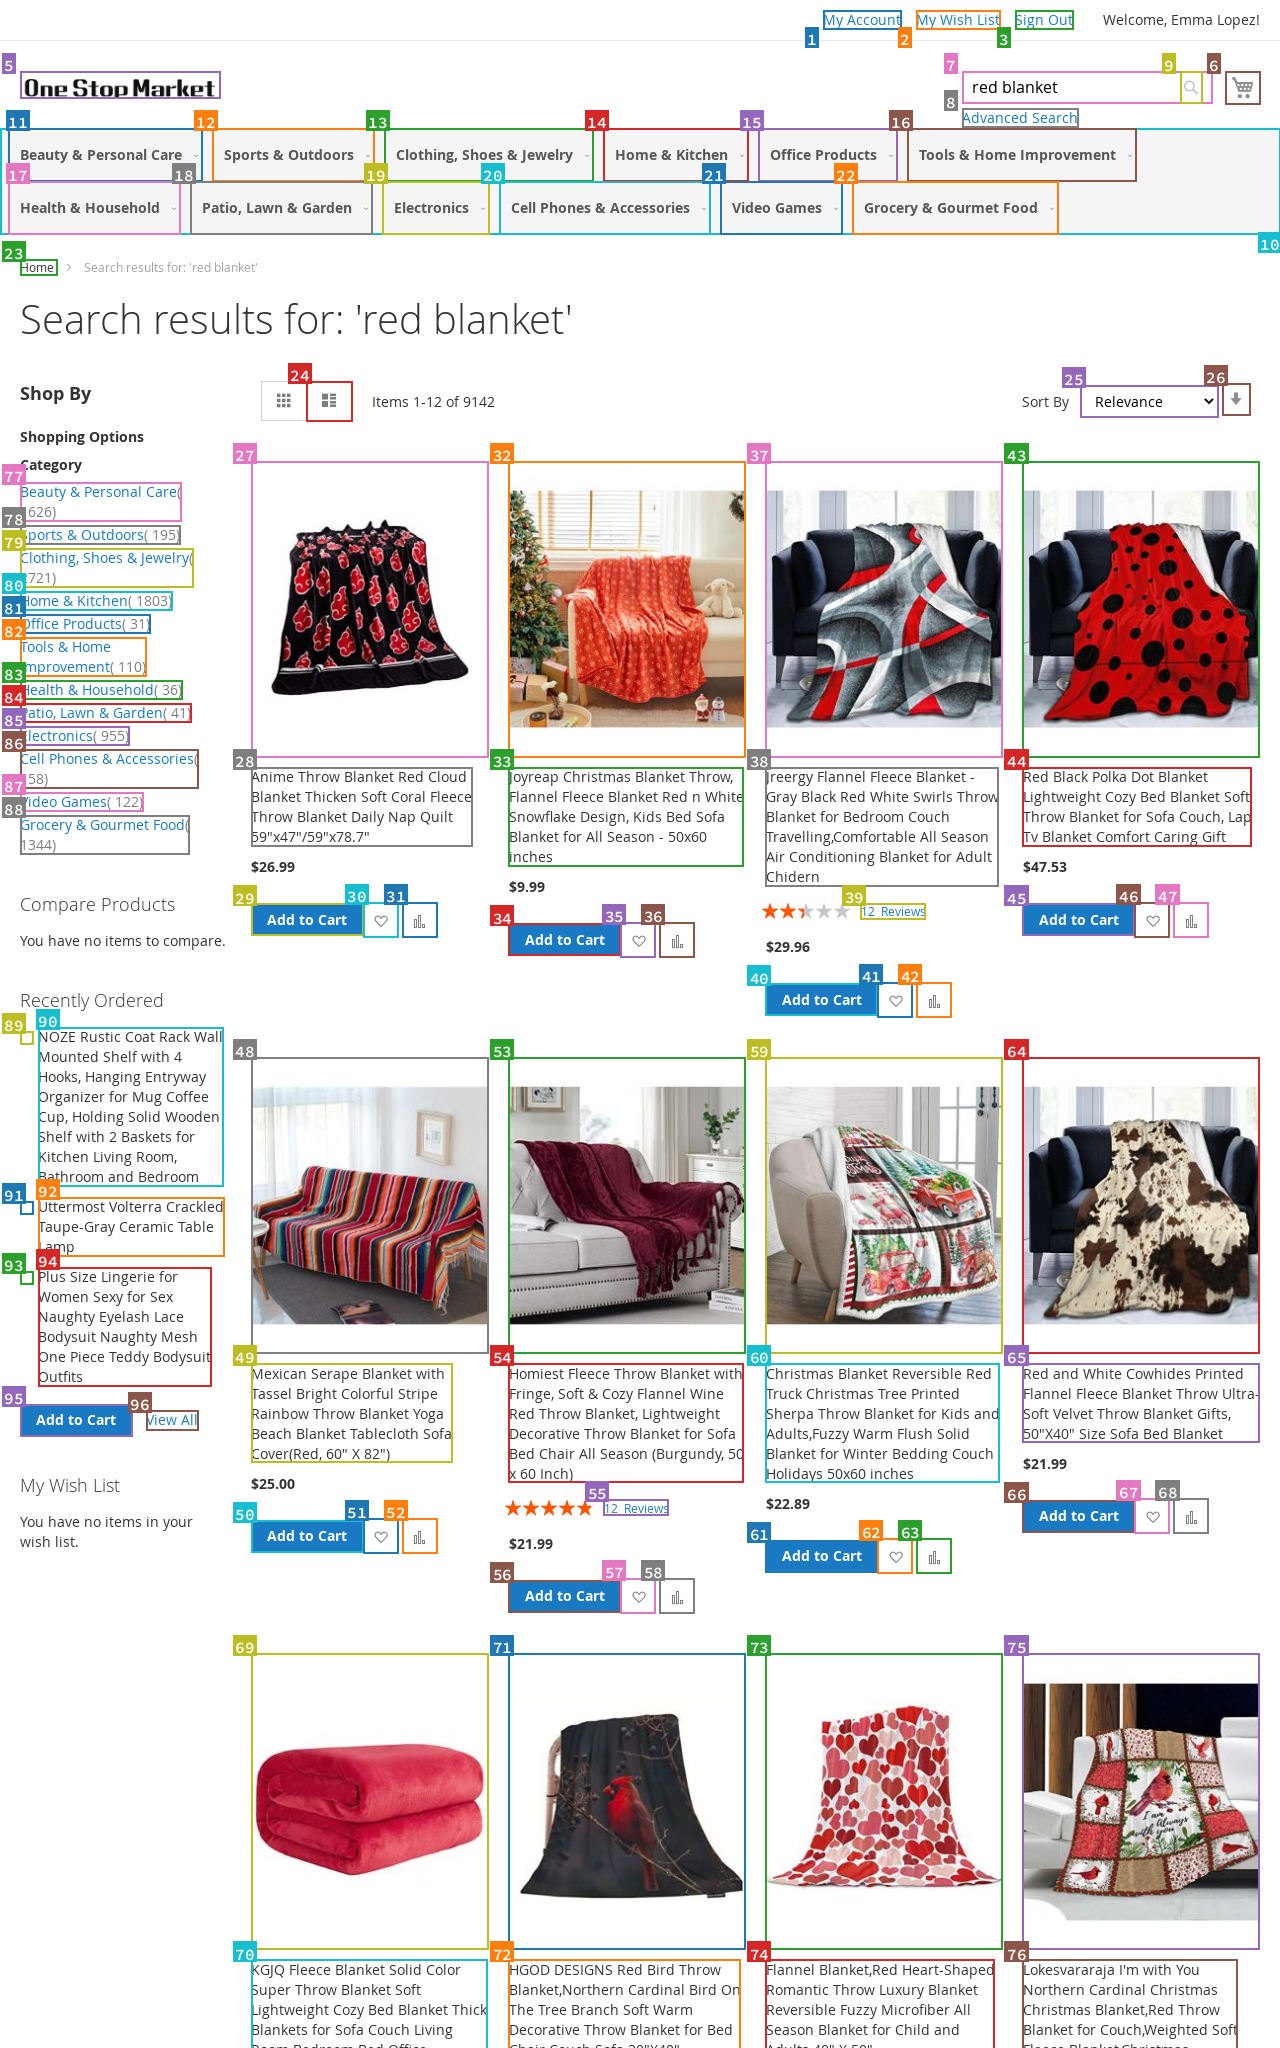 My Account My Wish List Sign Out Welcome, Emma Lopez!
1 2 3
5 7 9 6
One Stop Market
red blanket
8
Advanced Search
11 12 13 14 15 16
Beauty & Personal Care Sports & Outdoors Clothing, Shoes & Jewelry Home & Kitchen Office Products Tools & Home Improvement
17 18 19 20 21 22
Health & Household Patio, Lawn & Garden Electronics Cell Phones & Accessories Video Games Grocery & Gourmet Food
10
23
Home Search results for: 'red blanket'
Search results for: 'red blanket'
Shop By
24
Items 1-12 of 9142
25 26
Sort By Relevance
Shopping Options
Category
77
Beauty & Personal Care(
626)
78
Sports & Outdoors( 195)
79
Clothing, Shoes & Jewelry(
721)
80
Home & Kitchen( 1803)
81
Office Products( 31)
82
Tools & Home
Improvement( 110)
83
Health & Household( 36)
84
Patio, Lawn & Garden( 41)
85
Electronics( 955)
86
Cell Phones & Accessories(
58)
87
Video Games( 122)
88
Grocery & Gourmet Food(
1344)
Compare Products
You have no items to compare.
Recently Ordered
89 90
NOZE Rustic Coat Rack Wall
Mounted Shelf with 4
Hooks, Hanging Entryway
Organizer for Mug Coffee
Cup, Holding Solid Wooden
Shelf with 2 Baskets for
Kitchen Living Room,
Bathroom and Bedroom
91 92
Uttermost Volterra Crackled
Taupe-Gray Ceramic Table
Lamp
93 94
Plus Size Lingerie for
Women Sexy for Sex
Naughty Eyelash Lace
Bodysuit Naughty Mesh
One Piece Teddy Bodysuit
Outfits
95 96
Add to Cart View All
My Wish List
You have no items in your
wish list.
27
28
Anime Throw Blanket Red Cloud
Blanket Thicken Soft Coral Fleece
Throw Blanket Daily Nap Quilt
59"x47"/59"x78.7"
$26.99
29 30 31
Add to Cart
32
33
Joyreap Christmas Blanket Throw,
Flannel Fleece Blanket Red n White
Snowflake Design, Kids Bed Sofa
Blanket for All Season - 50x60
inches
$9.99
34 35 36
Add to Cart
37
38
Jreergy Flannel Fleece Blanket -
Gray Black Red White Swirls Throw
Blanket for Bedroom Couch
Travelling,Comfortable All Season
Air Conditioning Blanket for Adult
Chidern
39
12 Reviews
$29.96
40 41 42
Add to Cart
43
44
Red Black Polka Dot Blanket
Lightweight Cozy Bed Blanket Soft
Throw Blanket for Sofa Couch, Lap
Tv Blanket Comfort Caring Gift
$47.53
45 46 47
Add to Cart
48
49
Mexican Serape Blanket with
Tassel Bright Colorful Stripe
Rainbow Throw Blanket Yoga
Beach Blanket Tablecloth Sofa
Cover(Red, 60" X 82")
$25.00
50 51 52
Add to Cart
53
54
Homiest Fleece Throw Blanket with
Fringe, Soft & Cozy Flannel Wine
Red Throw Blanket, Lightweight
Decorative Throw Blanket for Sofa
Bed Chair All Season (Burgundy, 50
x 60 Inch)
55
12 Reviews
$21.99
56 57 58
Add to Cart
59
60
Christmas Blanket Reversible Red
Truck Christmas Tree Printed
Sherpa Throw Blanket for Kids and
Adults,Fuzzy Warm Flush Solid
Blanket for Winter Bedding Couch
Holidays 50x60 inches
$22.89
61 62 63
Add to Cart
64
65
Red and White Cowhides Printed
Flannel Fleece Blanket Throw Ultra-
Soft Velvet Throw Blanket Gifts,
50"X40" Size Sofa Bed Blanket
$21.99
66 67 68
Add to Cart
69
70
KGJQ Fleece Blanket Solid Color
Super Throw Blanket Soft
Lightweight Cozy Bed Blanket Thick
Blankets for Sofa Couch Living
Room Bedroom Bed Office
71
72
HGOD DESIGNS Red Bird Throw
Blanket,Northern Cardinal Bird On
The Tree Branch Soft Warm
Decorative Throw Blanket for Bed
Chair Couch Sofa 30"X40"
73
74
Flannel Blanket,Red Heart-Shaped
Romantic Throw Luxury Blanket
Reversible Fuzzy Microfiber All
Season Blanket for Child and
Adults 40" X 50"
75
I am Always
with you
76
Lokesvararaja I'm with You
Northern Cardinal Christmas
Christmas Blanket,Red Throw
Blanket for Couch,Weighted Soft
Fleece Blanket,Christmas